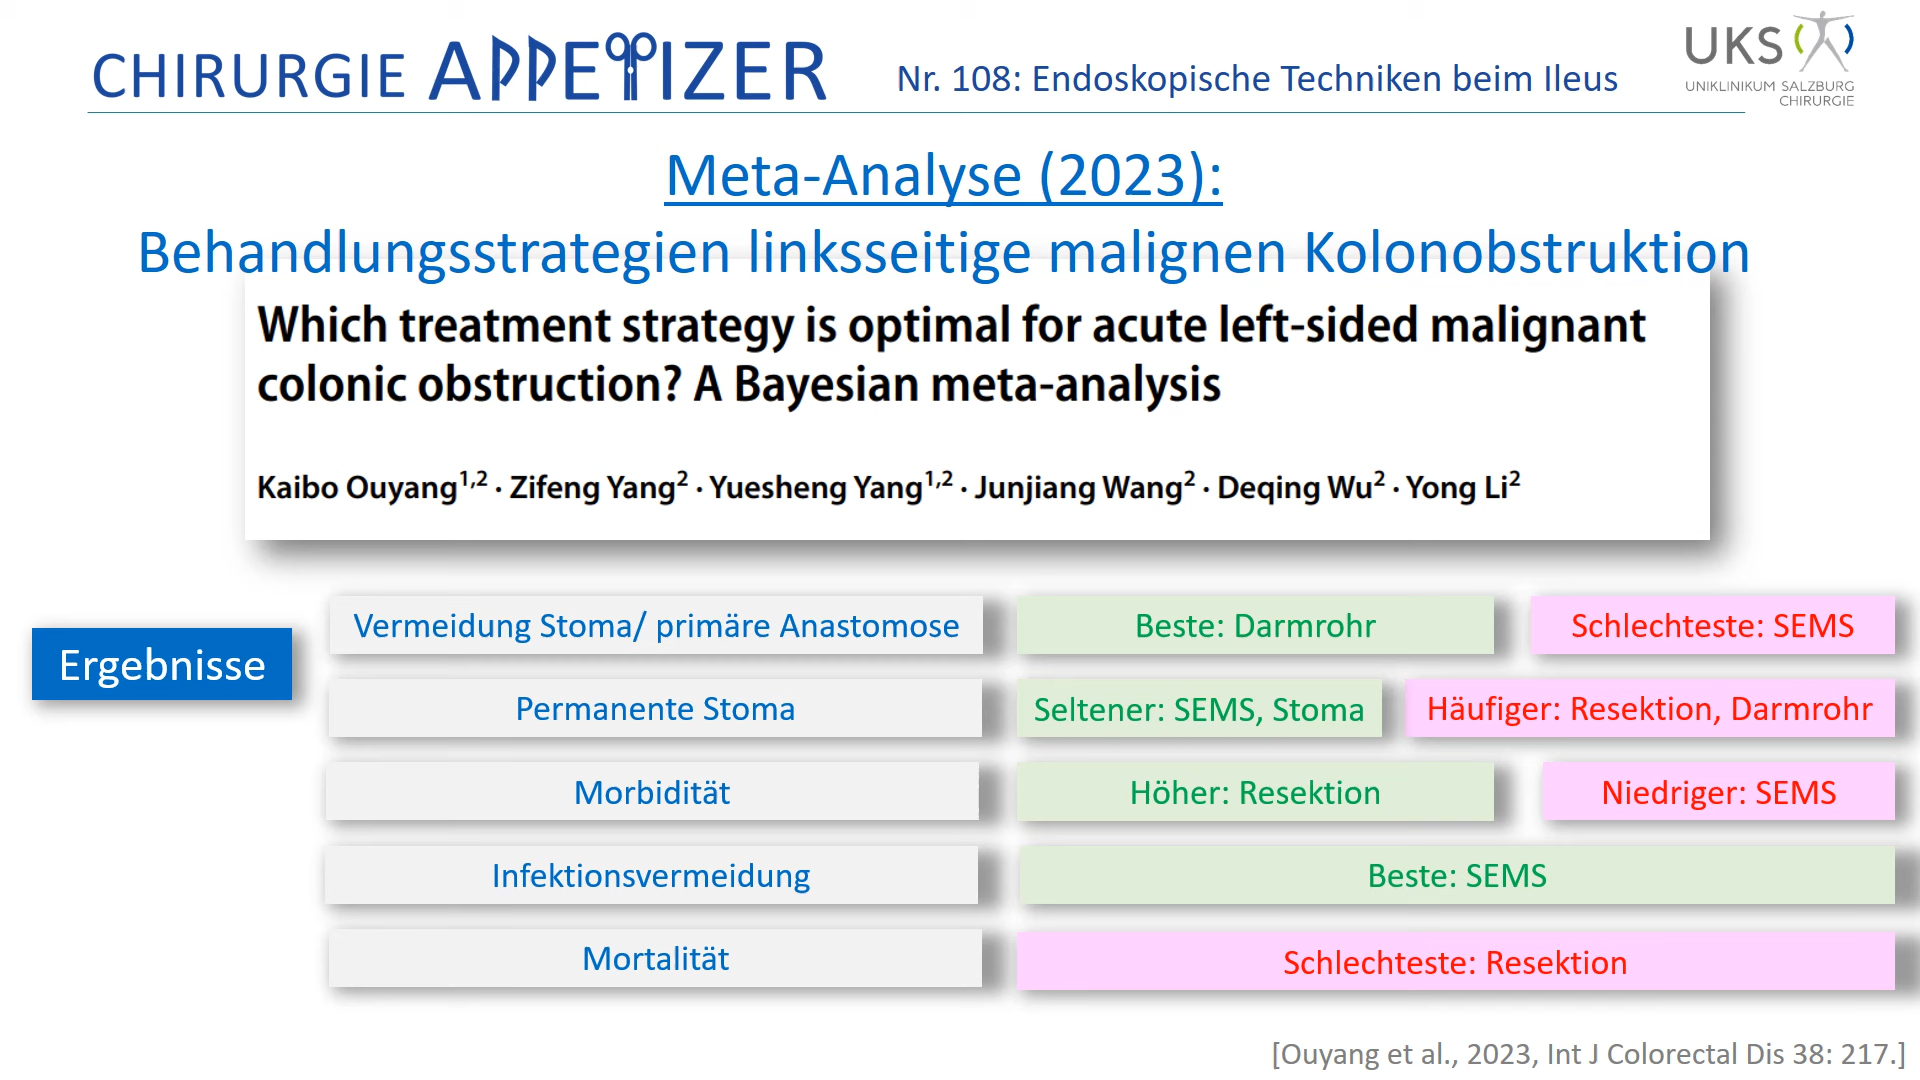 CHIRURGIE APPETIZER
Nr. 108: Endoskopische Techniken beim Ileus
UKS
UNIKLINIKUM SALZBURG
CHIRURGIE
Meta-Analyse (2023):
Behandlungsstrategien linksseitige malignen Kolonobstruktion
Which treatment strategy is optimal for acute left-sided malignant
colonic obstruction? A Bayesian meta-analysis
Kaibo Ouyang1,2 · Zifeng Yang2 · Yuesheng Yang1,2 · Junjiang Wang2 · Deqing Wu2 · Yong Li2
Ergebnisse
Vermeidung Stoma/ primäre Anastomose
Beste: Darmrohr
Schlechteste: SEMS
Permanente Stoma
Seltener: SEMS, Stoma
Häufiger: Resektion, Darmrohr
Morbidität
Höher: Resektion
Niedriger: SEMS
Infektionsvermeidung
Beste: SEMS
Mortalität
Schlechteste: Resektion
[Ouyang et al., 2023, Int J Colorectal Dis 38: 217.]